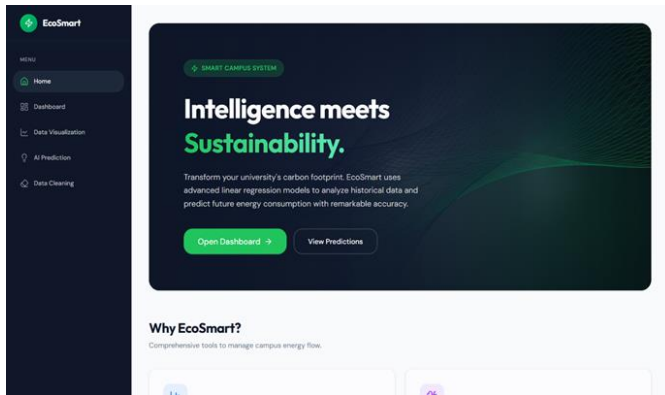 EcoSmart
MENU
Home
Dashboard
Data Visualization
AI Prediction
Data Cleaning
SMART CAMPUS SYSTEM
Intelligence meets
Sustainability.
Transform your university's carbon footprint. EcoSmart uses
advanced linear regression models to analyze historical data and
predict future energy consumption with remarkable accuracy.
Open Dashboard →
View Predictions
Why EcoSmart?
Comprehensive tools to manage campus energy flow.